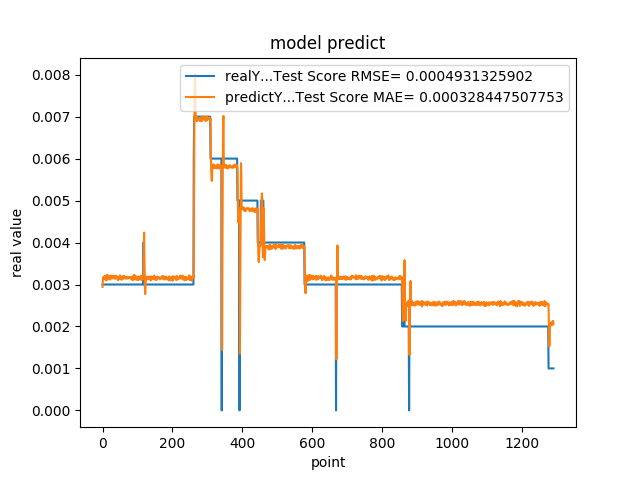 model predict
realY...Test Score RMSE= 0.0004931325902
predictY...Test Score MAE= 0.000328447507753
real value
0.008
0.007
0.006
0.005
0.004
0.003
0.002
0.001
0.000
0 200 400 600 800 1000 1200
point